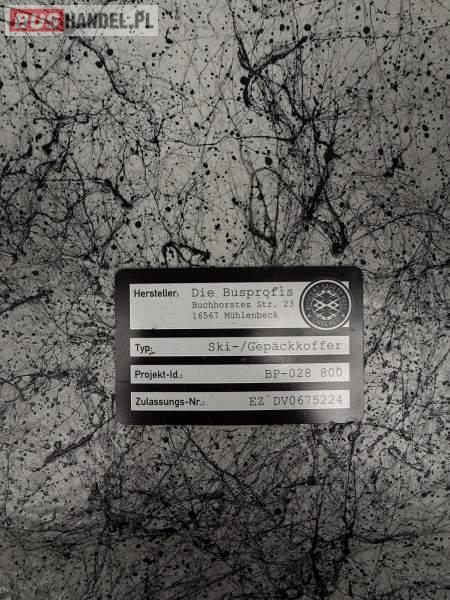 BUSHANDEL.PL
Hersteller: Die Busprofis
Buchhorster Str. 23
16567 Mühlenbeck
Typ: Ski-/Gepäckkoffer
Projekt-Id.: BP-028 800
Zulassungs-Nr.: EZ DV0675224